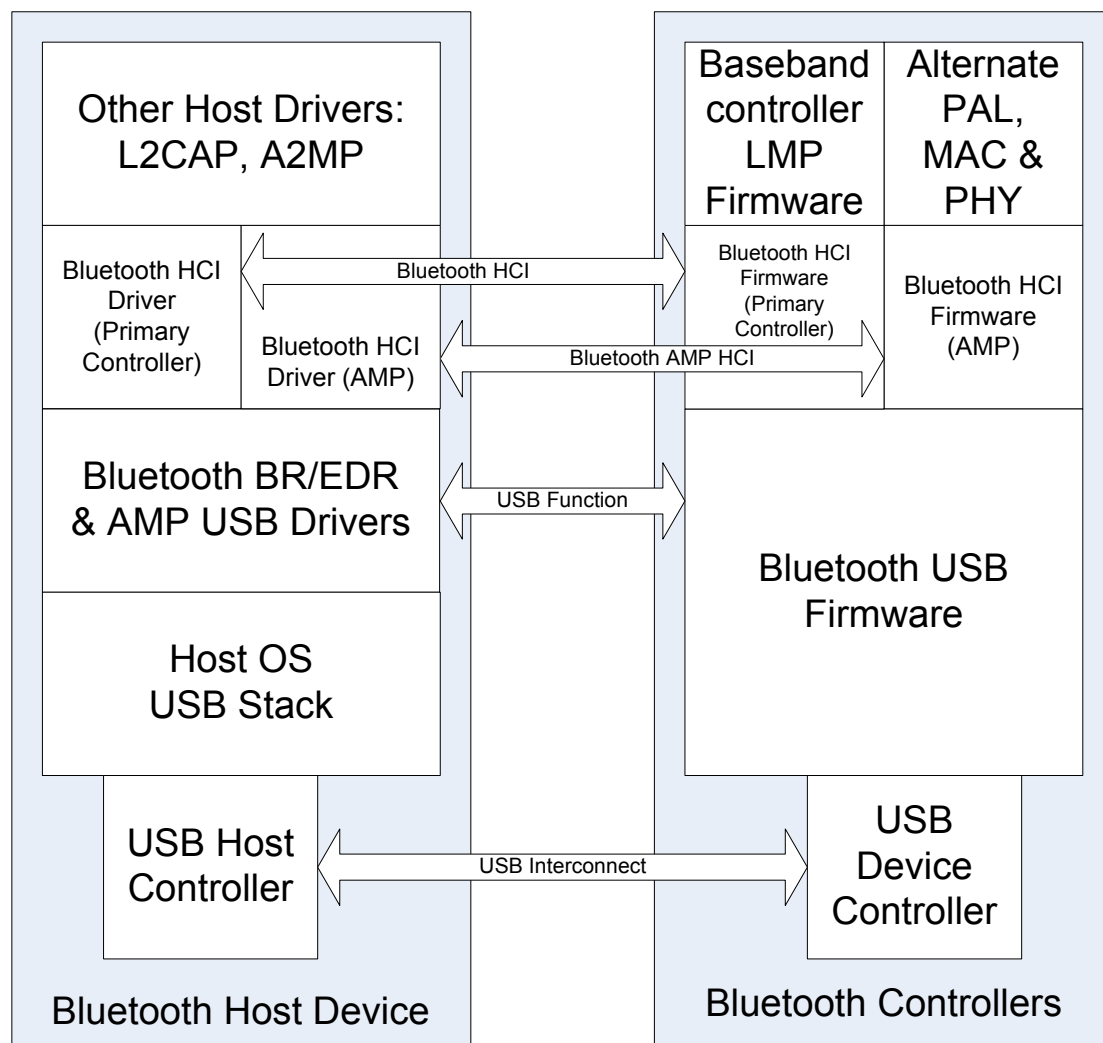 Other Host Drivers:
L2CAP, A2MP
Bluetooth HCI
Driver
(Primary
Controller)
Bluetooth HCI
Driver (AMP)
Bluetooth BR/EDR
& AMP USB Drivers
Host OS
USB Stack
USB Host
Controller
Bluetooth Host Device
Bluetooth HCI
Bluetooth AMP HCI
USB Function
USB Interconnect
Baseband
controller
LMP
Firmware
Alternate
PAL,
MAC &
PHY
Bluetooth HCI
Firmware
(Primary
Controller)
Bluetooth HCI
Firmware
(AMP)
Bluetooth USB
Firmware
USB
Device
Controller
Bluetooth Controllers